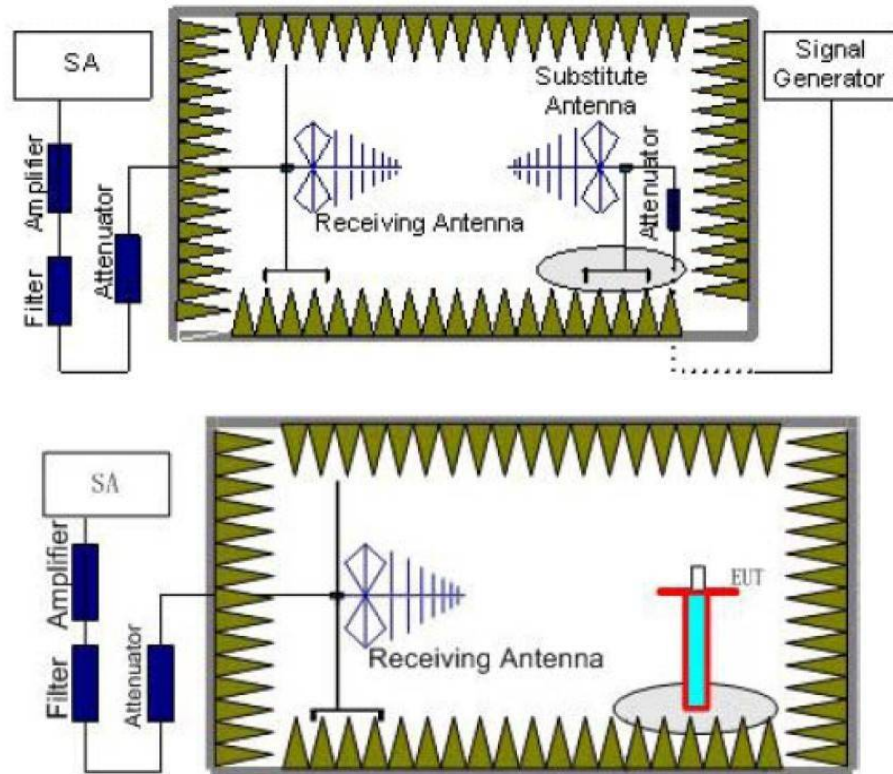 SA
Signal
Generator
Substitute
Antenna
Amplifier
Attenuator
Attenuator
Receiving Antenna
Filter
SA
Amplifier
EUT
Attenuator
Receiving Antenna
Filter